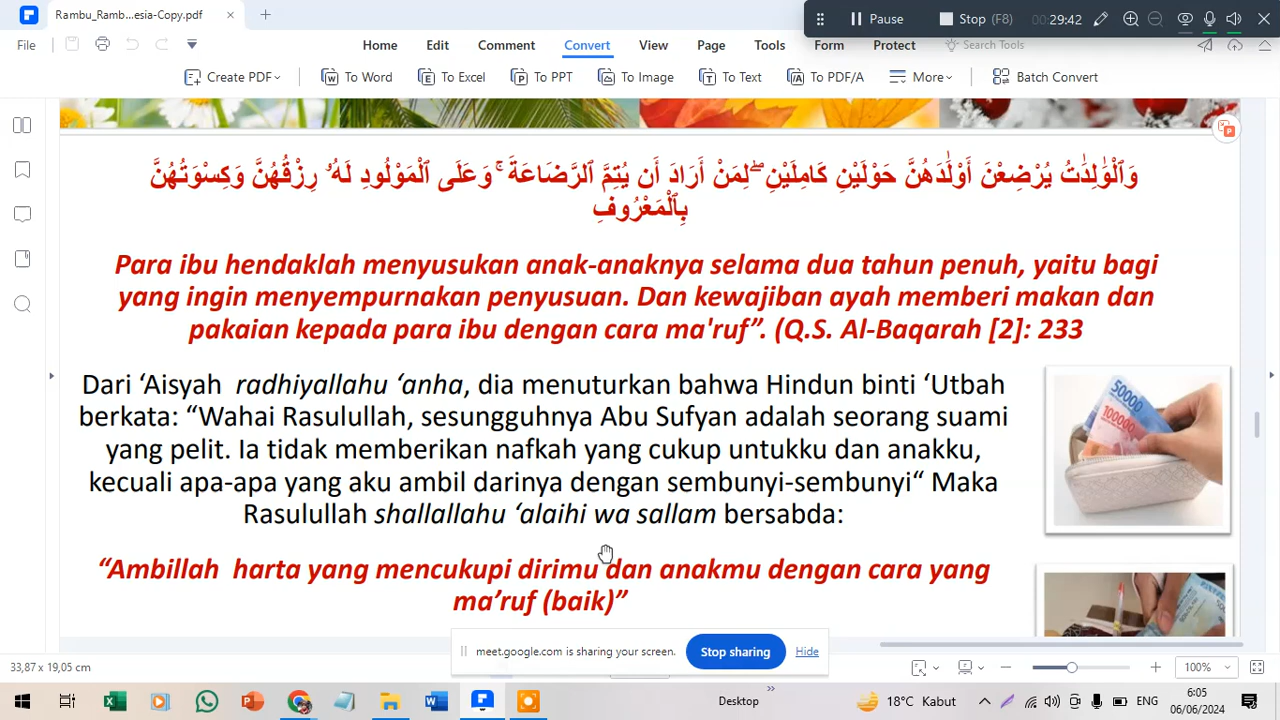 Rambu_Ramb...esia-Copy.pdf
Pause
Stop (F8)
00:29:42
File
Home
Edit
Comment
Convert
View
Page
Tools
Form
Protect
Search Tools
Create PDF
To Word
To Excel
To PPT
To Image
To Text
To PDF/A
More
Batch Convert
وَٱلْوَٰلِدَٰتُ يُرْضِعْنَ أَوْلَٰدَهُنَّ حَوْلَيْنِ كَامِلَيْنِ ۖ لِمَنْ أَرَادَ أَن يُتِمَّ ٱلرَّضَاعَةَ ۚ وَعَلَى ٱلْمَوْلُودِ لَهُۥ رِزْقُهُنَّ وَكِسْوَتُهُنَّ
بِٱلْمَعْرُوفِ
Para ibu hendaklah menyusukan anak-anaknya selama dua tahun penuh, yaitu bagi
yang ingin menyempurnakan penyusuan. Dan kewajiban ayah memberi makan dan
pakaian kepada para ibu dengan cara ma'ruf”. (Q.S. Al-Baqarah [2]: 233
Dari ‘Aisyah radhiyallahu ‘anha, dia menuturkan bahwa Hindun binti ‘Utbah
berkata: “Wahai Rasulullah, sesungguhnya Abu Sufyan adalah seorang suami
yang pelit. Ia tidak memberikan nafkah yang cukup untukku dan anakku,
kecuali apa-apa yang aku ambil darinya dengan sembunyi-sembunyi“ Maka
Rasulullah shallallahu ‘alaihi wa sallam bersabda:
50000
100000
“Ambillah harta yang mencukupi dirimu dan anakmu dengan cara yang
ma’ruf (baik)”
meet.google.com is sharing your screen.
Stop sharing
Hide
33,87 x 19,05 cm
100%
Desktop
18°C Kabut
ENG
6:05
06/06/2024